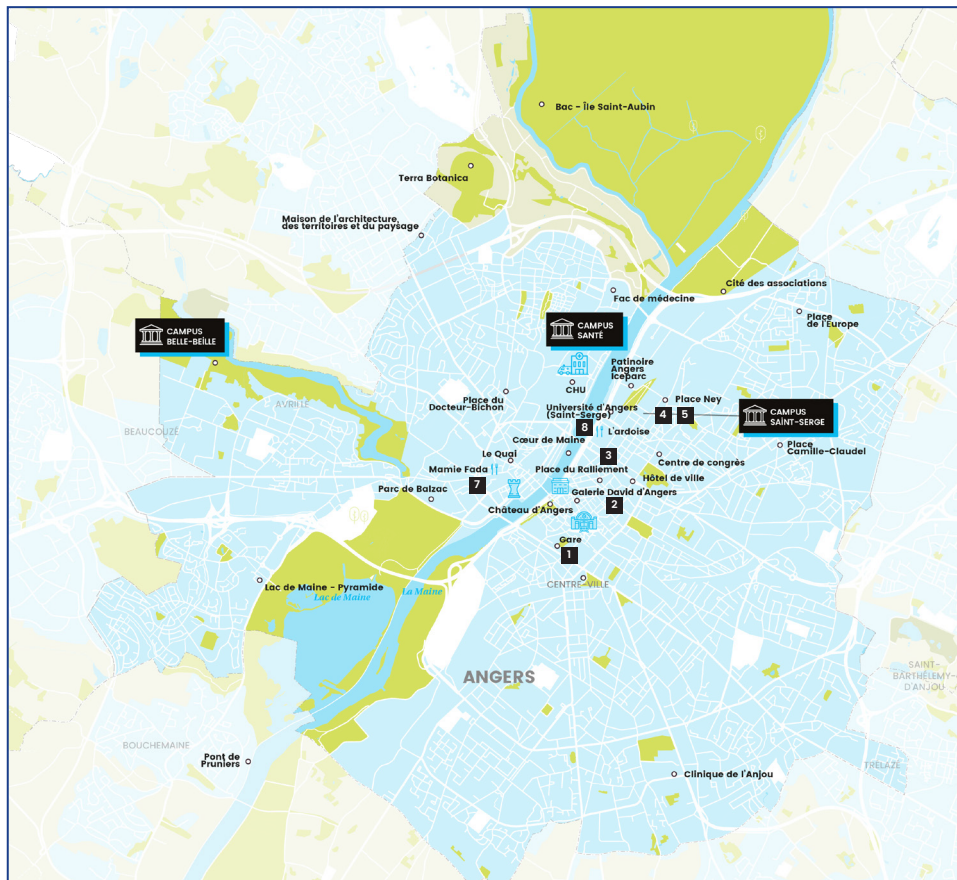 Bac - Île Saint-Aubin
Terra Botanica
Maison de l'architecture,
des territoires et du paysage
Cité des associations
Fac de médecine
Place
de l'Europe
CAMPUS
BELLE-BEILLE
CAMPUS
SANTÉ
Patinoire
Angers
Iceparc
CHU
Place du
Docteur-Bichon
Place Ney
AVRILLÉ
Université d'Angers
(Saint-Serge)
4
5
CAMPUS
SAINT-SERGE
BEAUCOUZÉ
8
L'ardoise
Cœur de Maine
Place
Camille-Claudel
Le Quai
3
Centre de congrès
Mamie Fada
Place du Ralliement
7
Hôtel de ville
Parc de Balzac
Galerie David d'Angers
2
Château d'Angers
Gare
1
CENTRE-VILLE
Lac de Maine - Pyramide
Lac de Maine
La Maine
ANGERS
SAINT-
BARTHÉLEMY-
D'ANJOU
BOUCHEMAINE
Pont de
Pruniers
TRÉLAZÉ
Clinique de l'Anjou